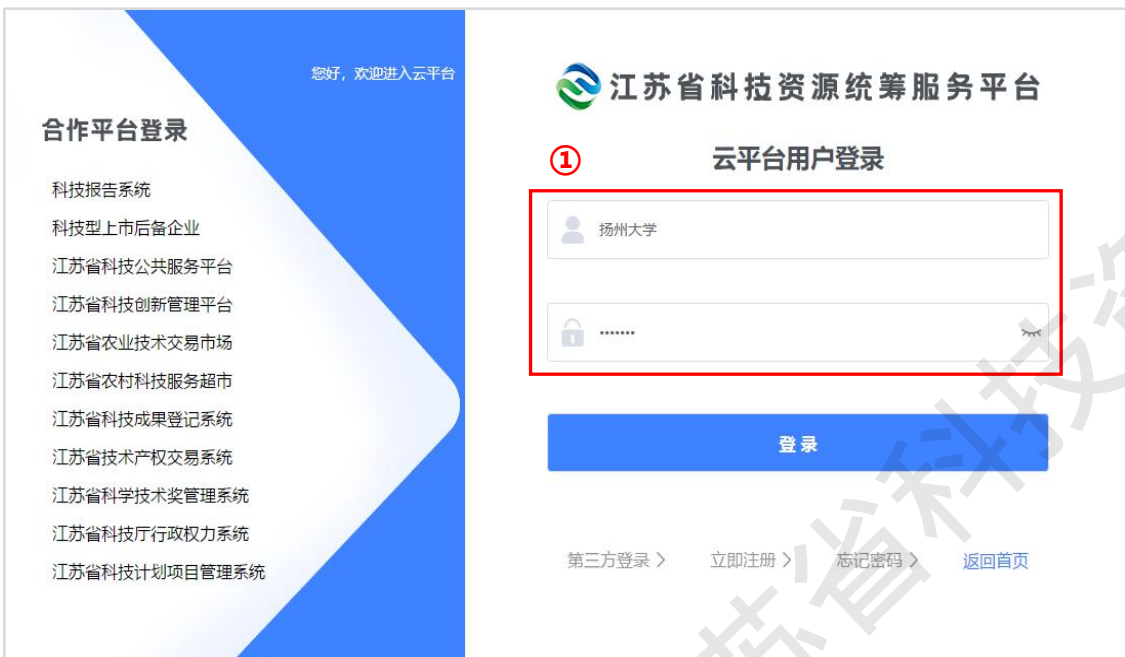 您好，欢迎进入云平台
合作平台登录
科技报告系统
科技型上市后备企业
江苏省科技公共服务平台
江苏省科技创新管理平台
江苏省农业技术交易市场
江苏省农村科技服务超市
江苏省科技成果登记系统
江苏省技术产权交易系统
江苏省科学技术奖管理系统
江苏省科技厅行政权力系统
江苏省科技计划项目管理系统
江苏省科技资源统筹服务平台
① 云平台用户登录
扬州大学
•••••••
登录
第三方登录 〉 立即注册 〉 忘记密码 〉 返回首页
苏省科技资